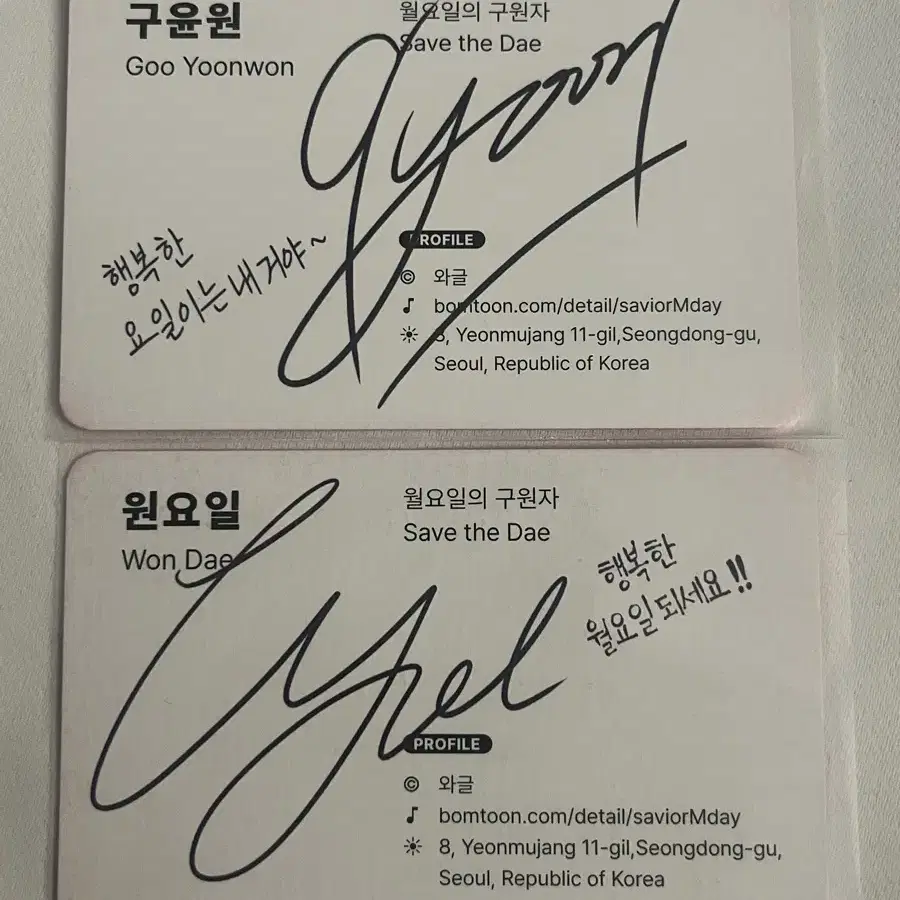 구윤원
Goo Yoonwon
월요일의 구원자
Save the Dae
행복한
요일이는 내 거야~
PROFILE
© 와글
bomtoon.com/detail/saviorMday
8, Yeonmujang 11-gil,Seongdong-gu,
Seoul, Republic of Korea
원요일
Won Dae
월요일의 구원자
Save the Dae
행복한
월요일 되세요!!
PROFILE
© 와글
bomtoon.com/detail/saviorMday
8, Yeonmujang 11-gil,Seongdong-gu,
Seoul, Republic of Korea